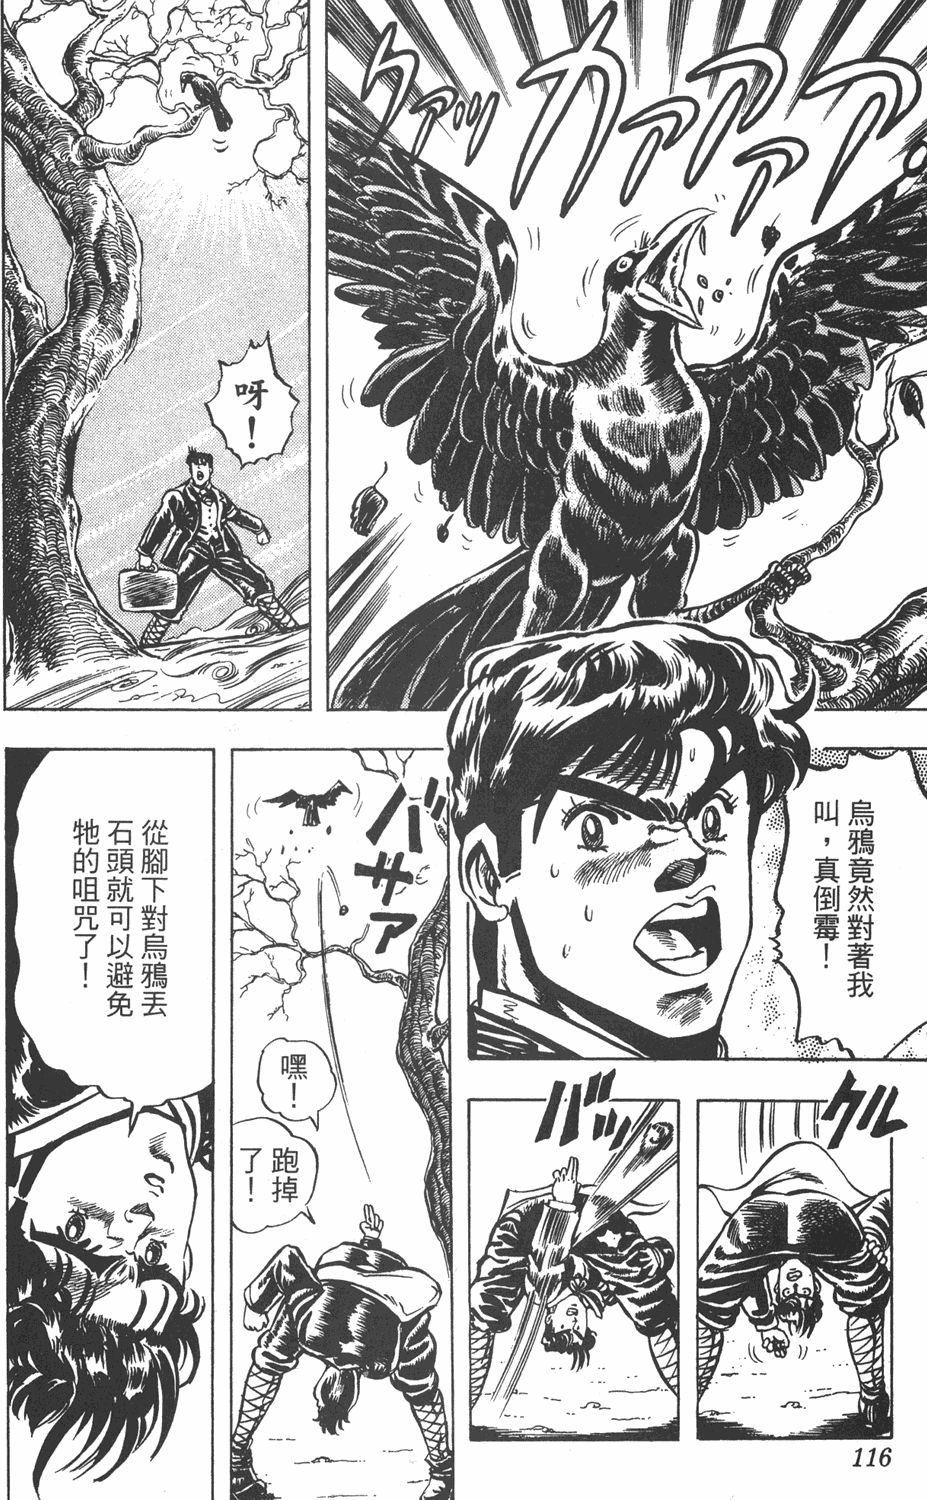 カァアァア
クァッ
呀！
烏鴉竟然對著我
叫，真倒霉！
クル
バッ
バサァ
嘿！
跑掉
了！
從腳下對烏鴉丟
石頭就可以避免
牠的咀咒了！
116